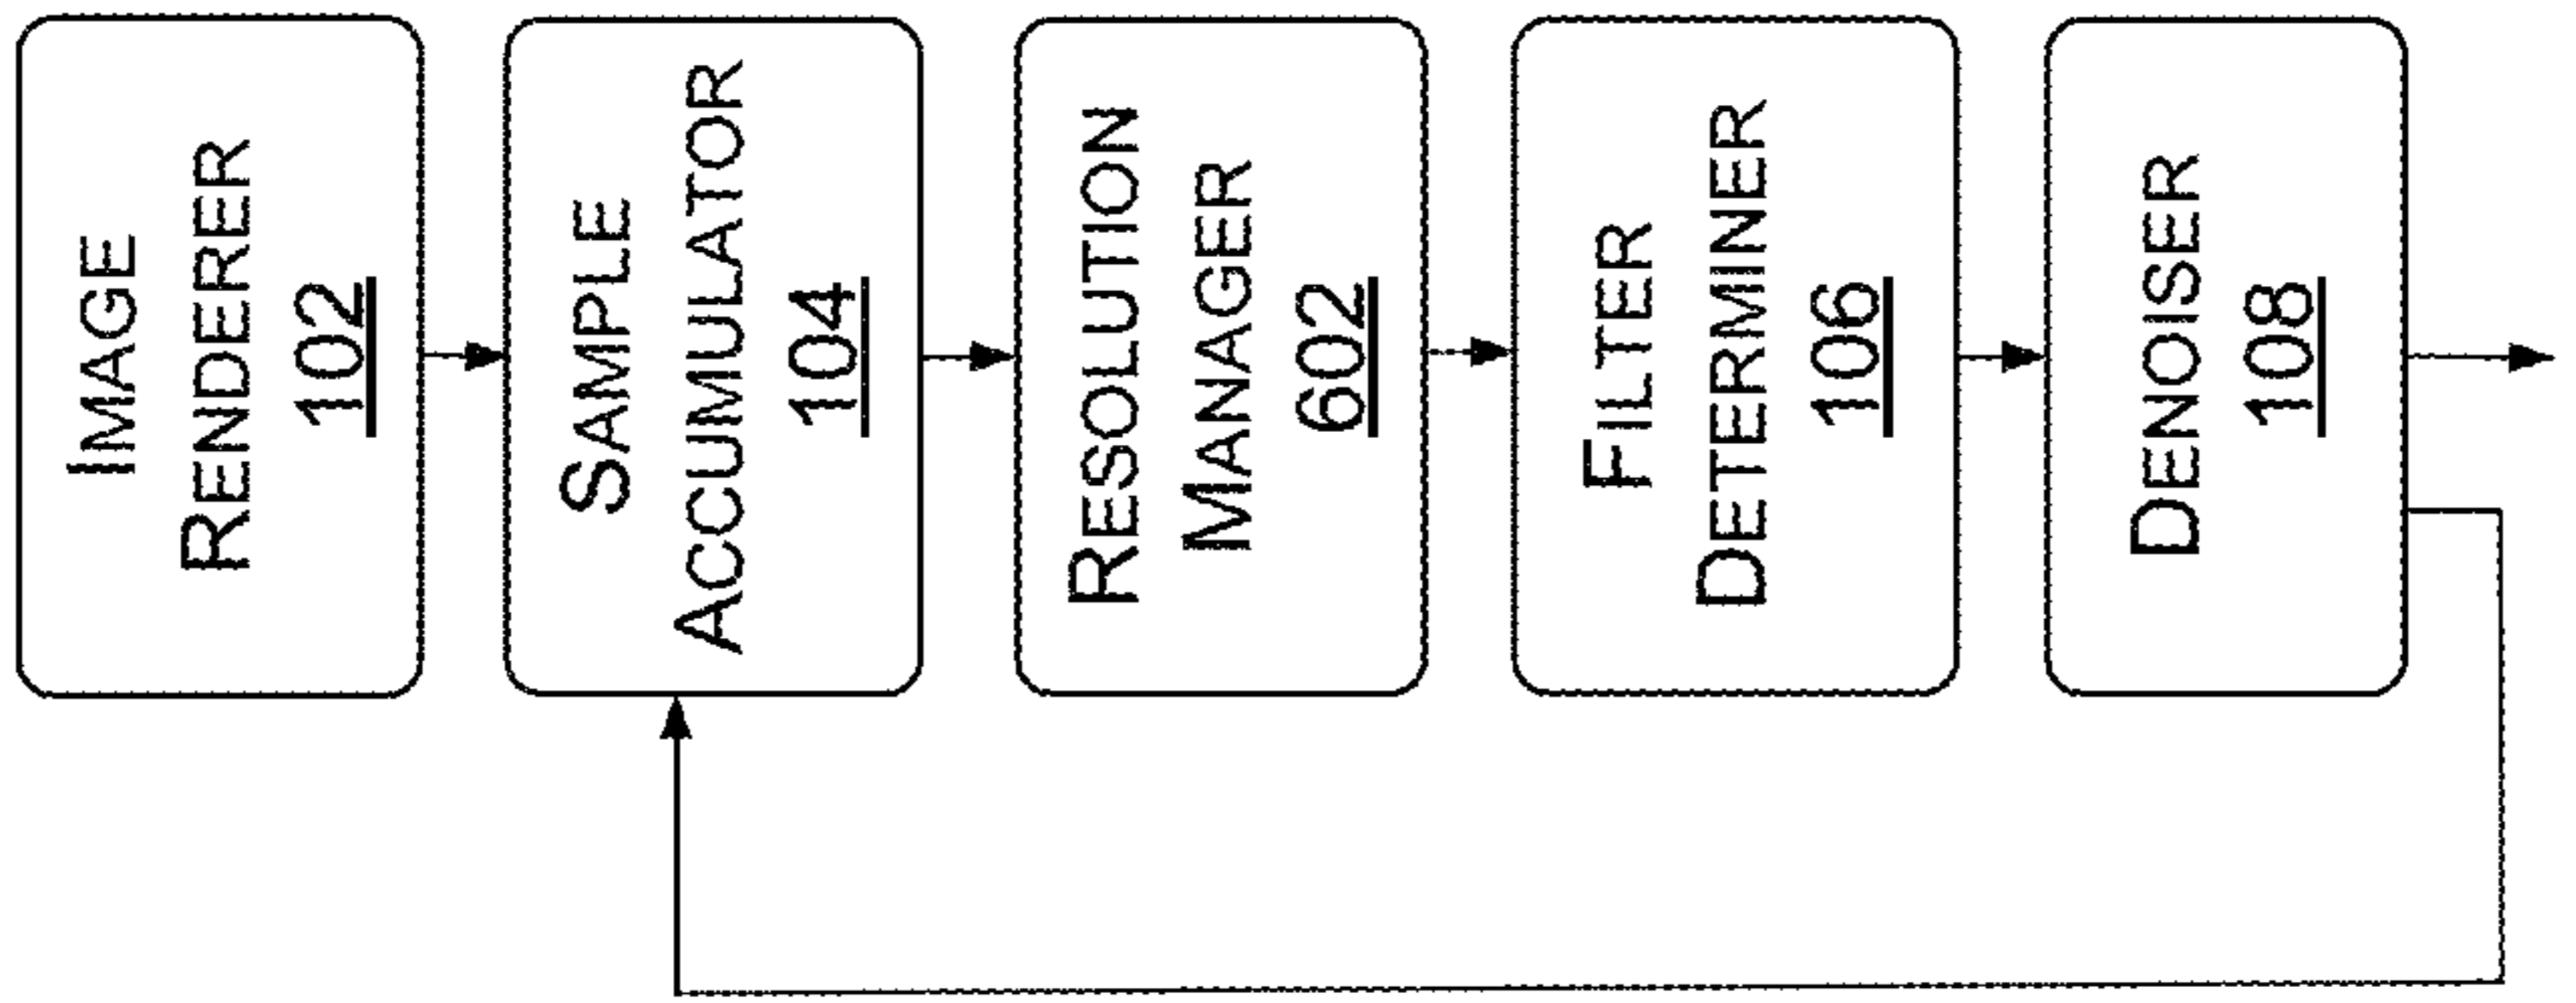 IMAGE
RENDERER
102
SAMPLE
ACCUMULATOR
104
RESOLUTION
MANAGER
602
FILTER
DETERMINER
106
DENOISER
108